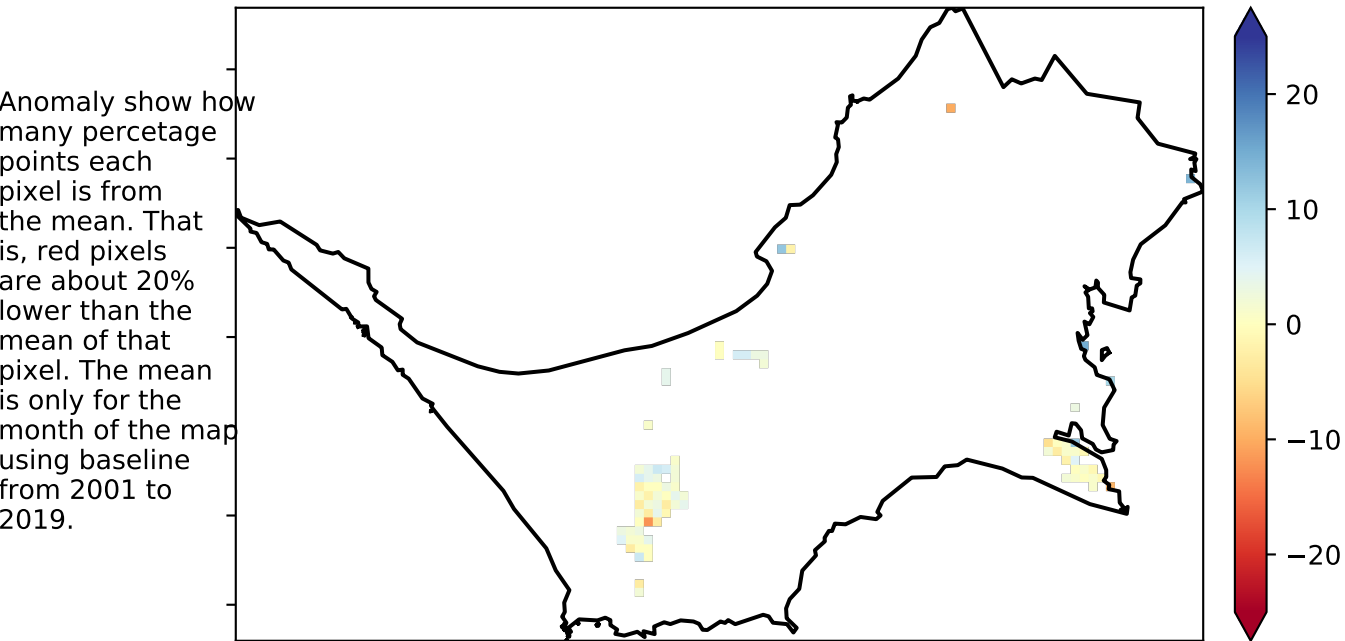 Anomaly show how
many percetage
points each
pixel is from
the mean. That
is, red pixels
are about 20%
lower than the
mean of that
pixel. The mean
is only for the
month of the map
using baseline
from 2001 to
2019.
20
10
0
−10
−20